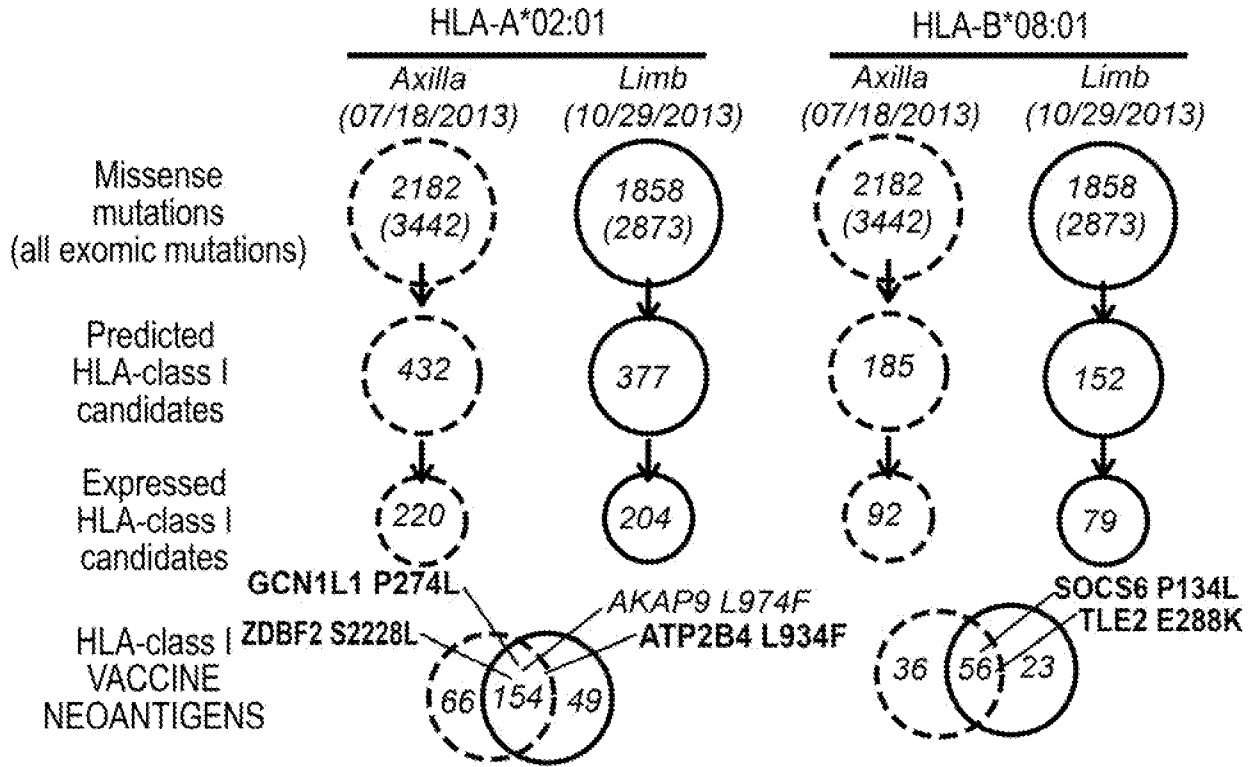 HLA-A*02:01
HLA-B*08:01
Axilla
(07/18/2013)
Limb
(10/29/2013)
Axilla
(07/18/2013)
Limb
(10/29/2013)
Missense
mutations
(all exomic mutations)
2182
(3442)
1858
(2873)
2182
(3442)
1858
(2873)
Predicted
HLA-class I
candidates
432
377
185
152
Expressed
HLA-class I
candidates
220
204
92
79
GCN1L1 P274L
AKAP9 L974F
ZDBF2 S2228L
ATP2B4 L934F
SOCS6 P134L
TLE2 E288K
HLA-class I
VACCINE
NEOANTIGENS
66
154
49
36
56
23